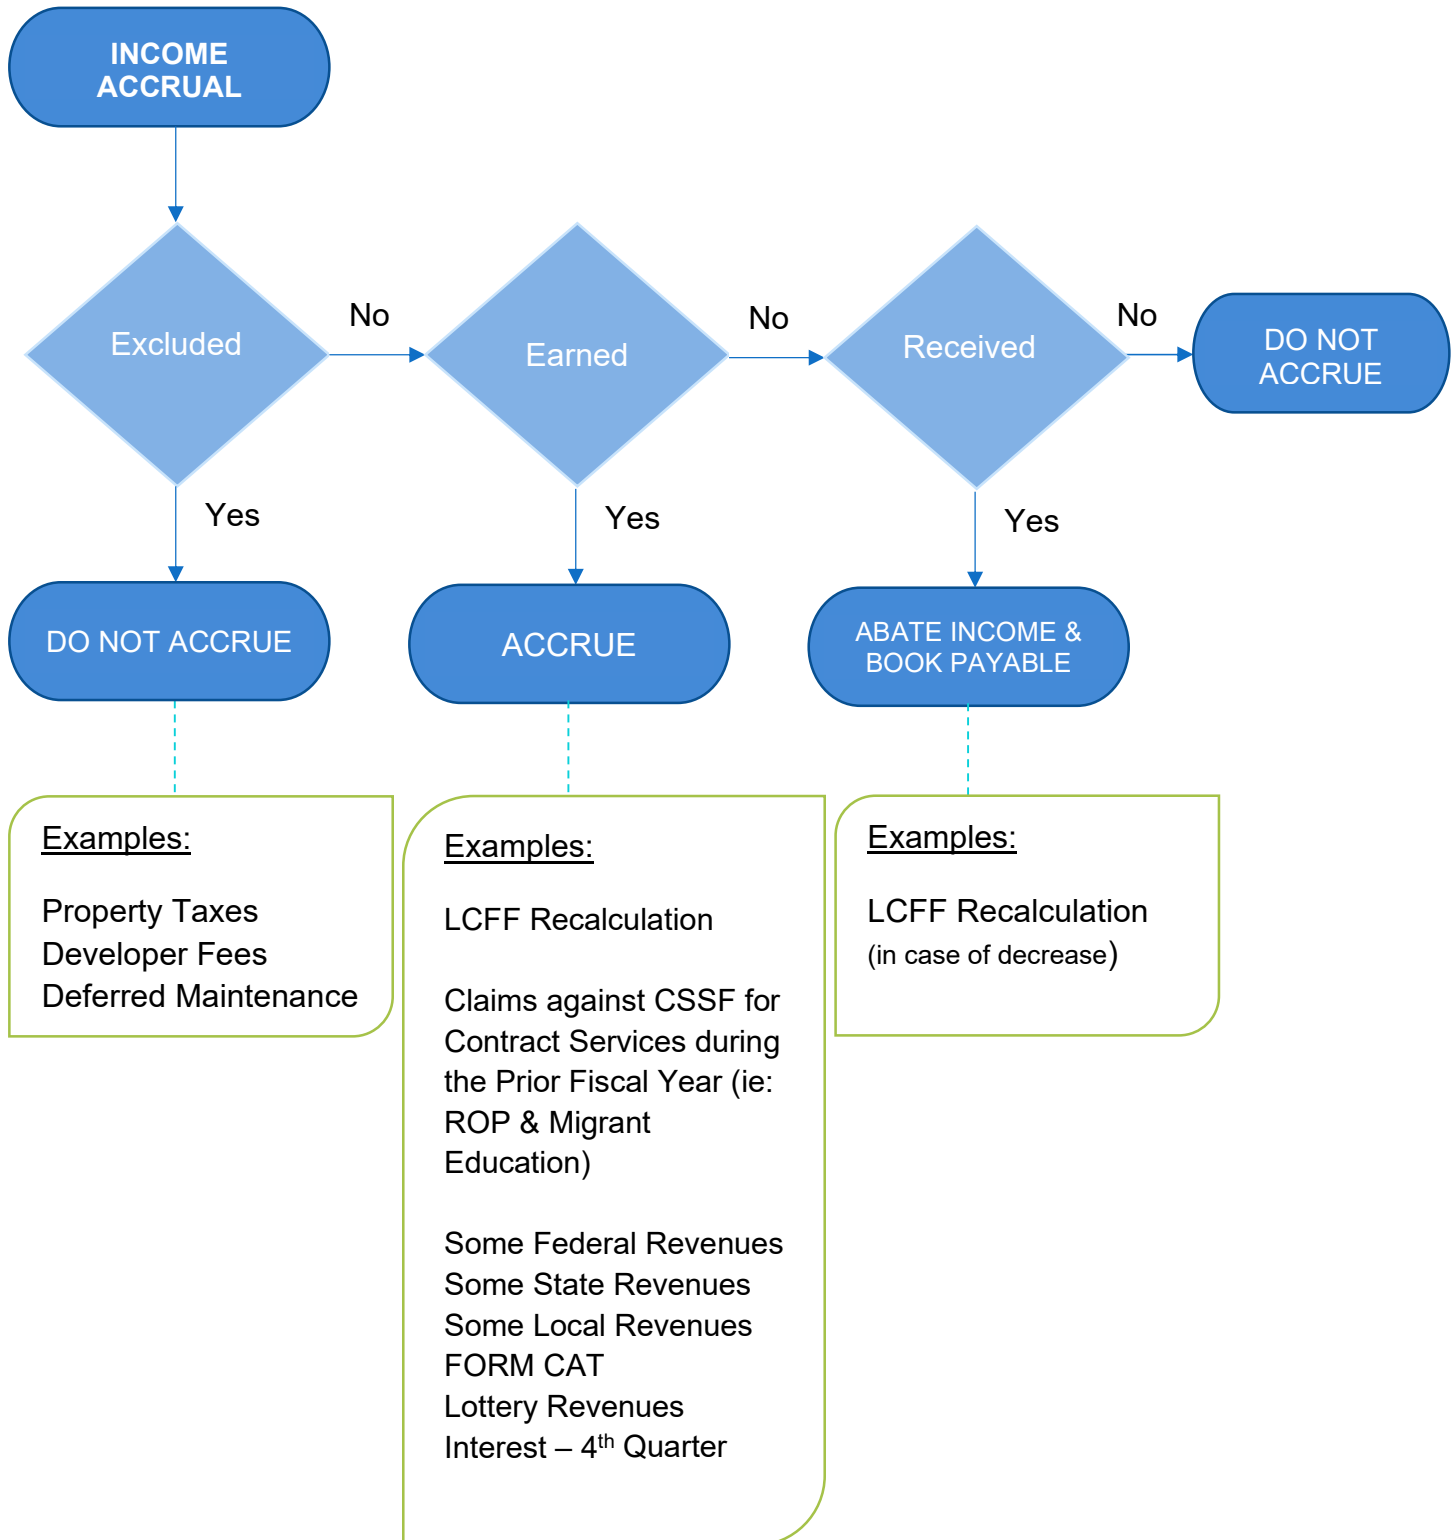 INCOME
ACCRUAL
Excluded
No
Earned
No
Received
No
DO NOT
ACCRUE
Yes
Yes
Yes
DO NOT ACCRUE
ACCRUE
ABATE INCOME &
BOOK PAYABLE
Examples:
Property Taxes
Developer Fees
Deferred Maintenance
Examples:
LCFF Recalculation
Claims against CSSF for
Contract Services during
the Prior Fiscal Year (ie:
ROP & Migrant
Education)
Some Federal Revenues
Some State Revenues
Some Local Revenues
FORM CAT
Lottery Revenues
Interest – 4th Quarter
Examples:
LCFF Recalculation
(in case of decrease)